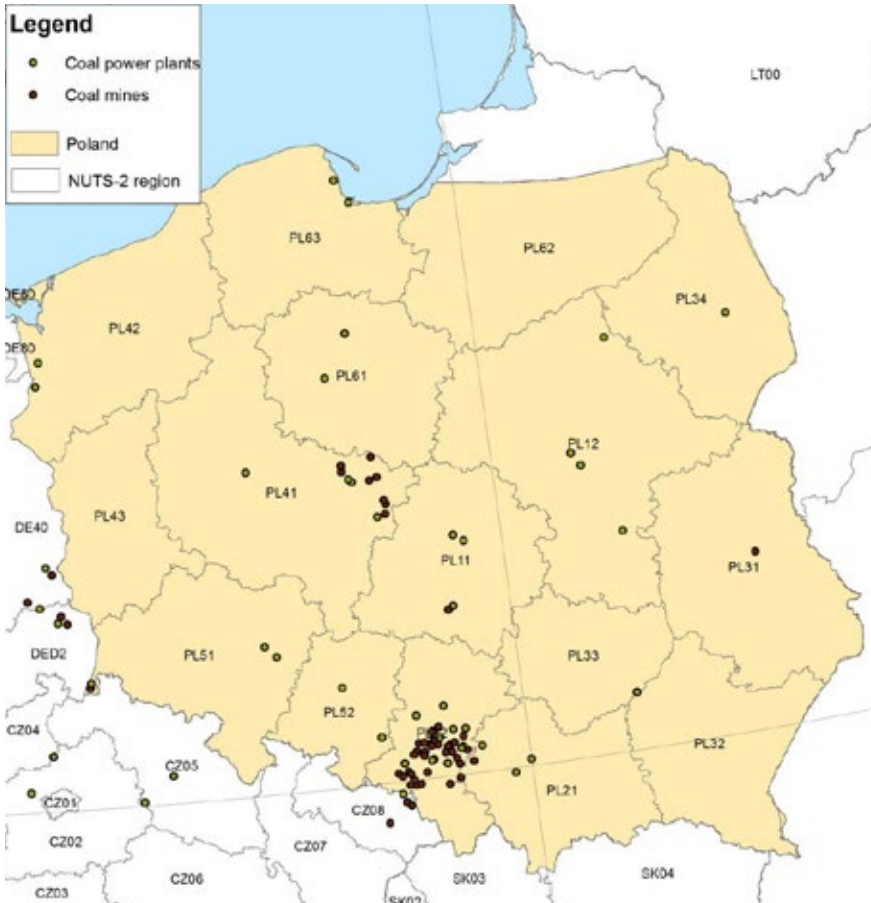 Legend
Coal power plants
Coal mines
Poland
NUTS-2 region
LT00
PL63
PL62
PL34
DE80
PL42
DE80
PL61
PL12
PL41
PL43
DE40
PL11
PL31
PL51
DED2
PL33
PL52
CZ04
PL32
CZ05
CZ01
PL21
CZ08
CZ02
CZ07
CZ06
SK03
SK04
CZ03
SK02